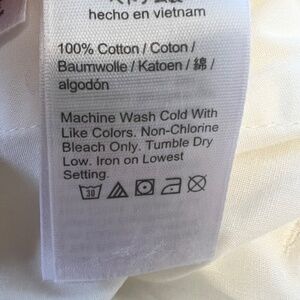 hecho en vietnam
100% Cotton / Coton /
Baumwolle / Katoen / 綿 /
algodón
Machine Wash Cold With
Like Colors. Non-Chlorine
Bleach Only. Tumble Dry
Low. Iron on Lowest
Setting.
30